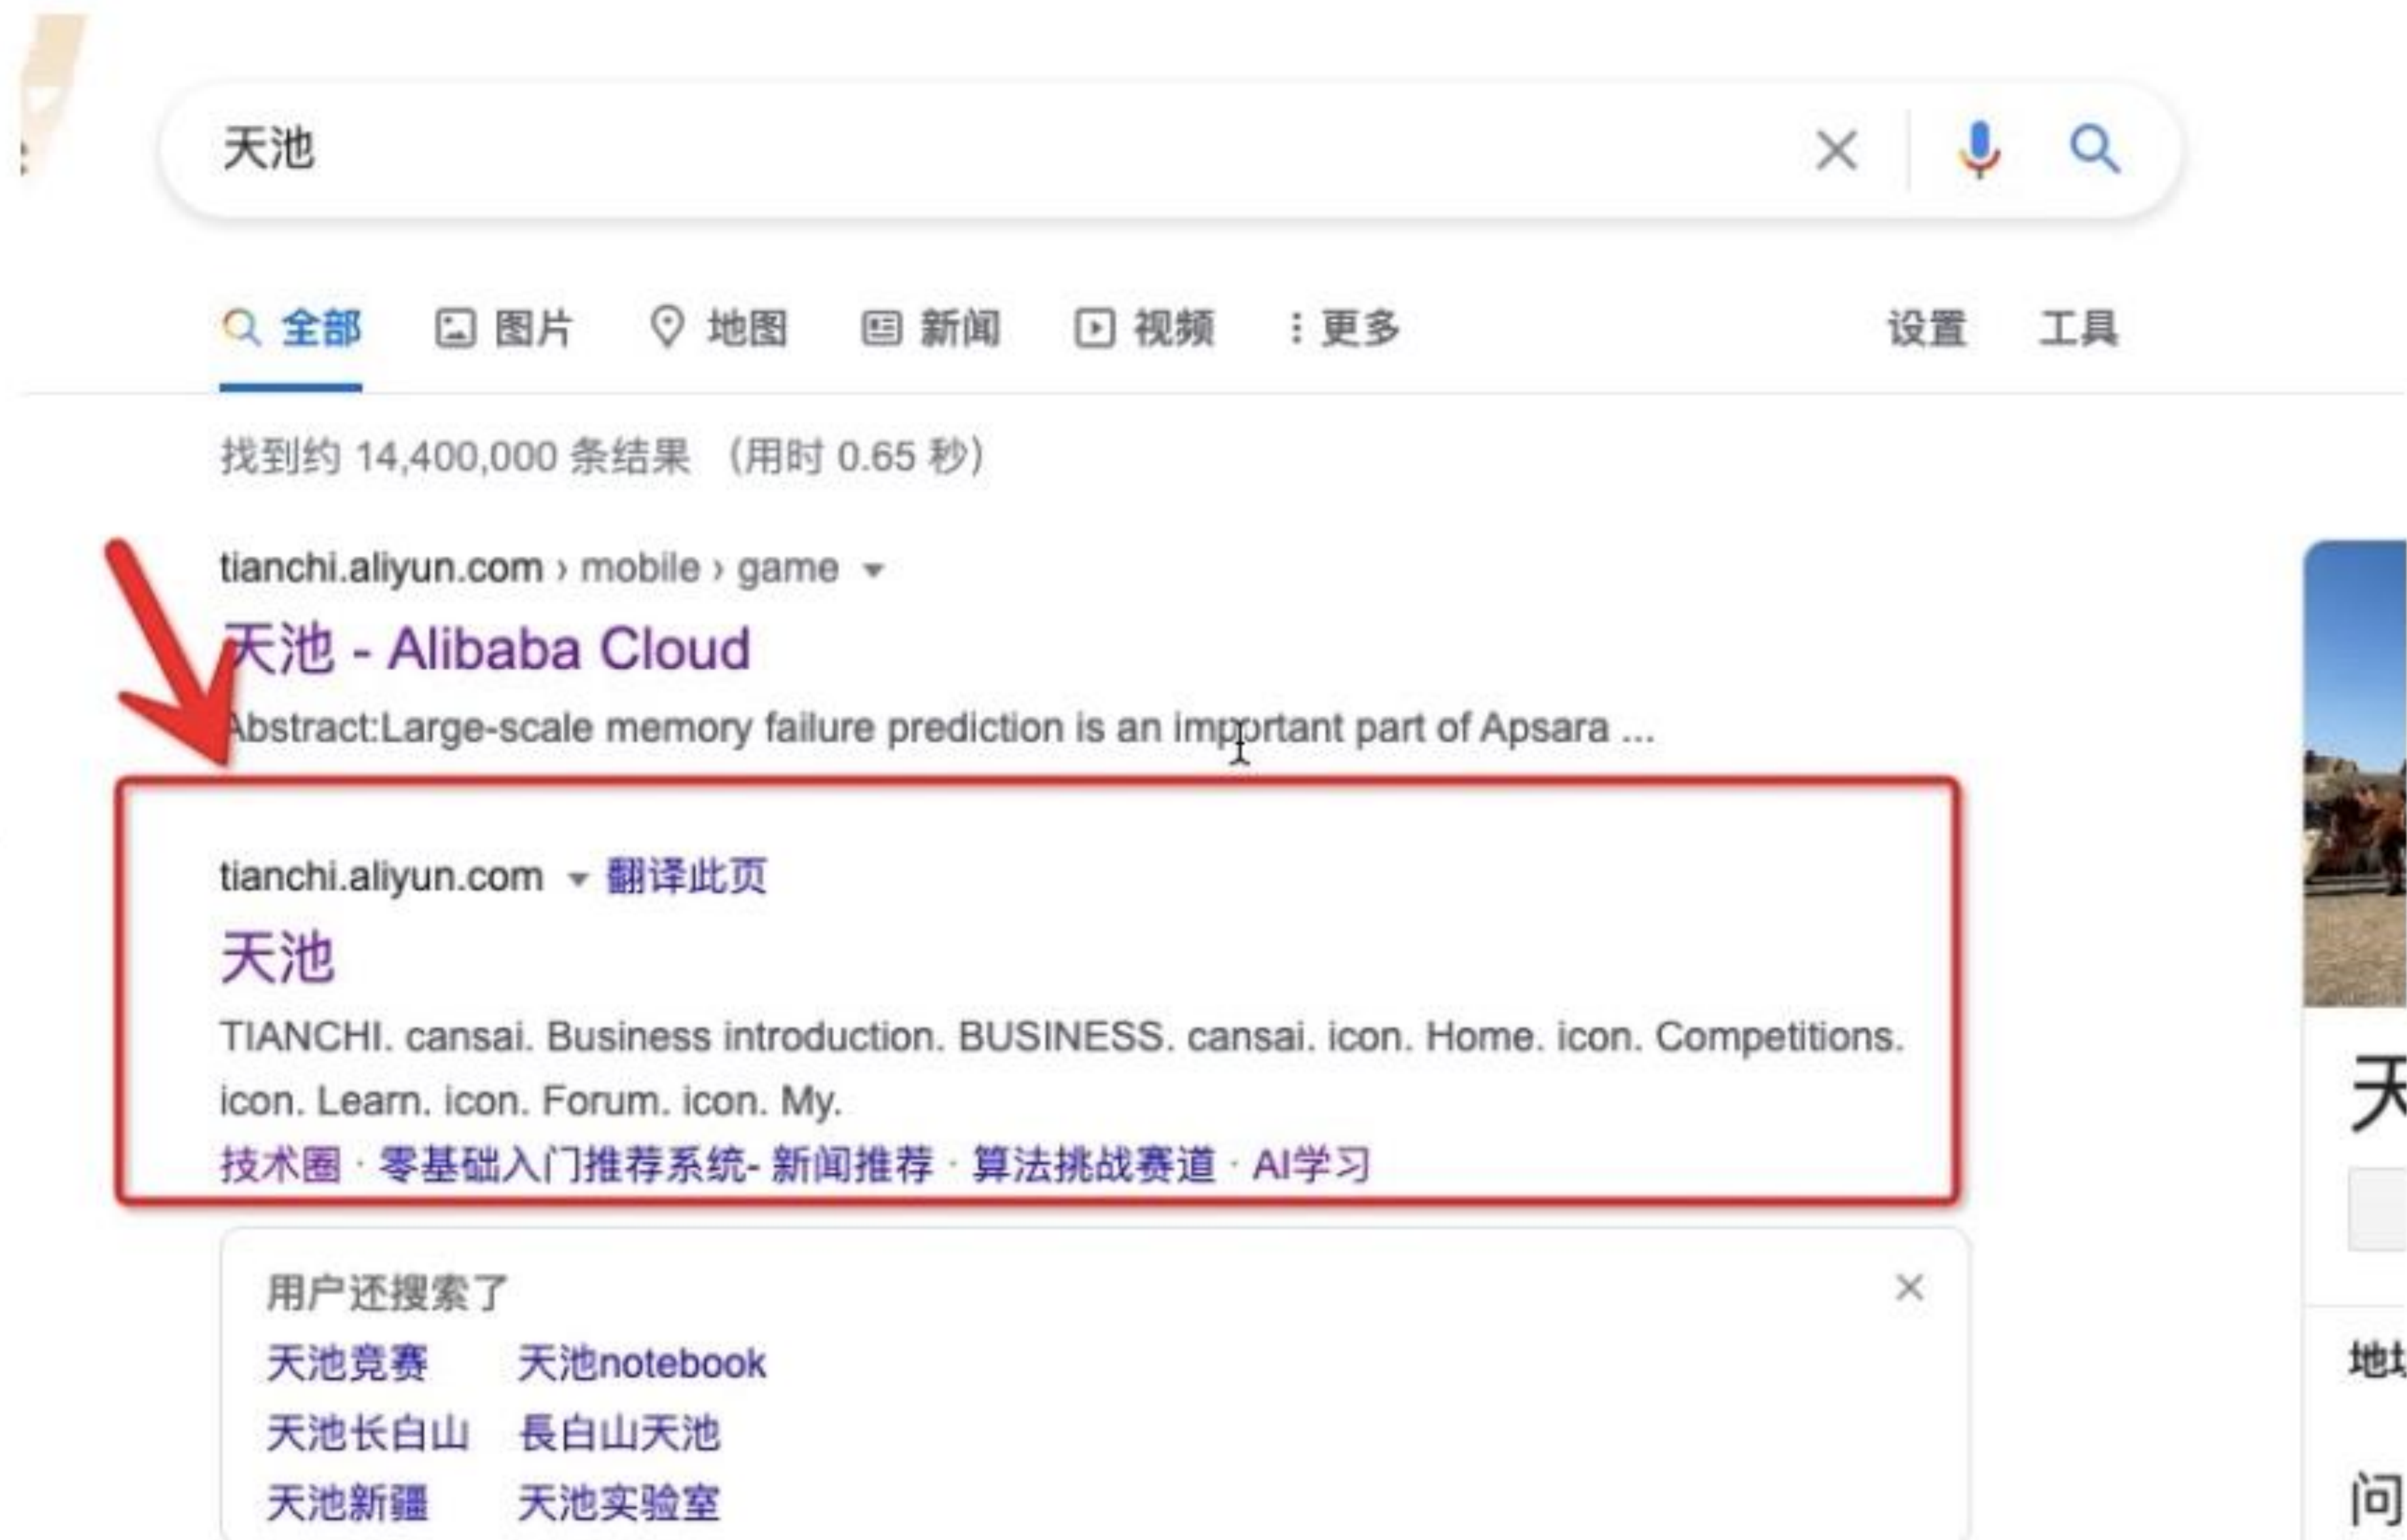 天池
全部 图片 地图 新闻 视频 更多 设置 工具
找到约 14,400,000 条结果 （用时 0.65 秒）
tianchi.aliyun.com › mobile › game
天池 - Alibaba Cloud
Abstract:Large-scale memory failure prediction is an important part of Apsara ...
tianchi.aliyun.com 翻译此页
天池
TIANCHI. cansai. Business introduction. BUSINESS. cansai. icon. Home. icon. Competitions.
icon. Learn. icon. Forum. icon. My.
技术圈 · 零基础入门推荐系统- 新闻推荐 · 算法挑战赛道 · AI学习
用户还搜索了
天池竞赛 天池notebook
天池长白山 長白山天池
天池新疆 天池实验室
天
问